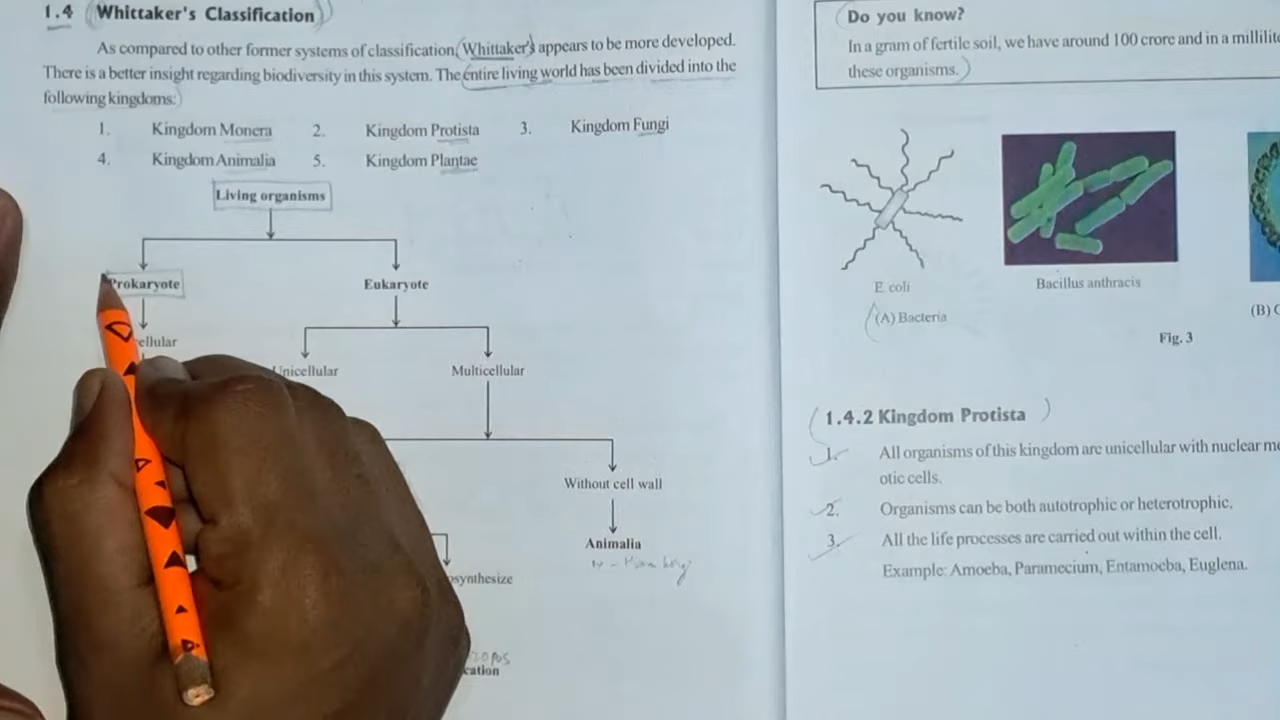 1.4 Whittaker's Classification
As compared to other former systems of classification, Whittaker's appears to be more developed.
There is a better insight regarding biodiversity in this system. The entire living world has been divided into the
following kingdoms:
1. Kingdom Monera 2. Kingdom Protista 3. Kingdom Fungi
4. Kingdom Animalia 5. Kingdom Plantae
Living organisms
Prokaryote Eukaryote
ellular
Unicellular Multicellular
Without cell wall
Animalia
osynthesize
cation
Do you know?
In a gram of fertile soil, we have around 100 crore and in a millilit
these organisms.
E coli
Bacillus anthracis
(A) Bacteria
(B) C
Fig. 3
1.4.2 Kingdom Protista
1. All organisms of this kingdom are unicellular with nuclear m
otic cells.
2. Organisms can be both autotrophic or heterotrophic.
3. All the life processes are carried out within the cell.
Example: Amoeba, Paramecium, Entamoeba, Euglena.